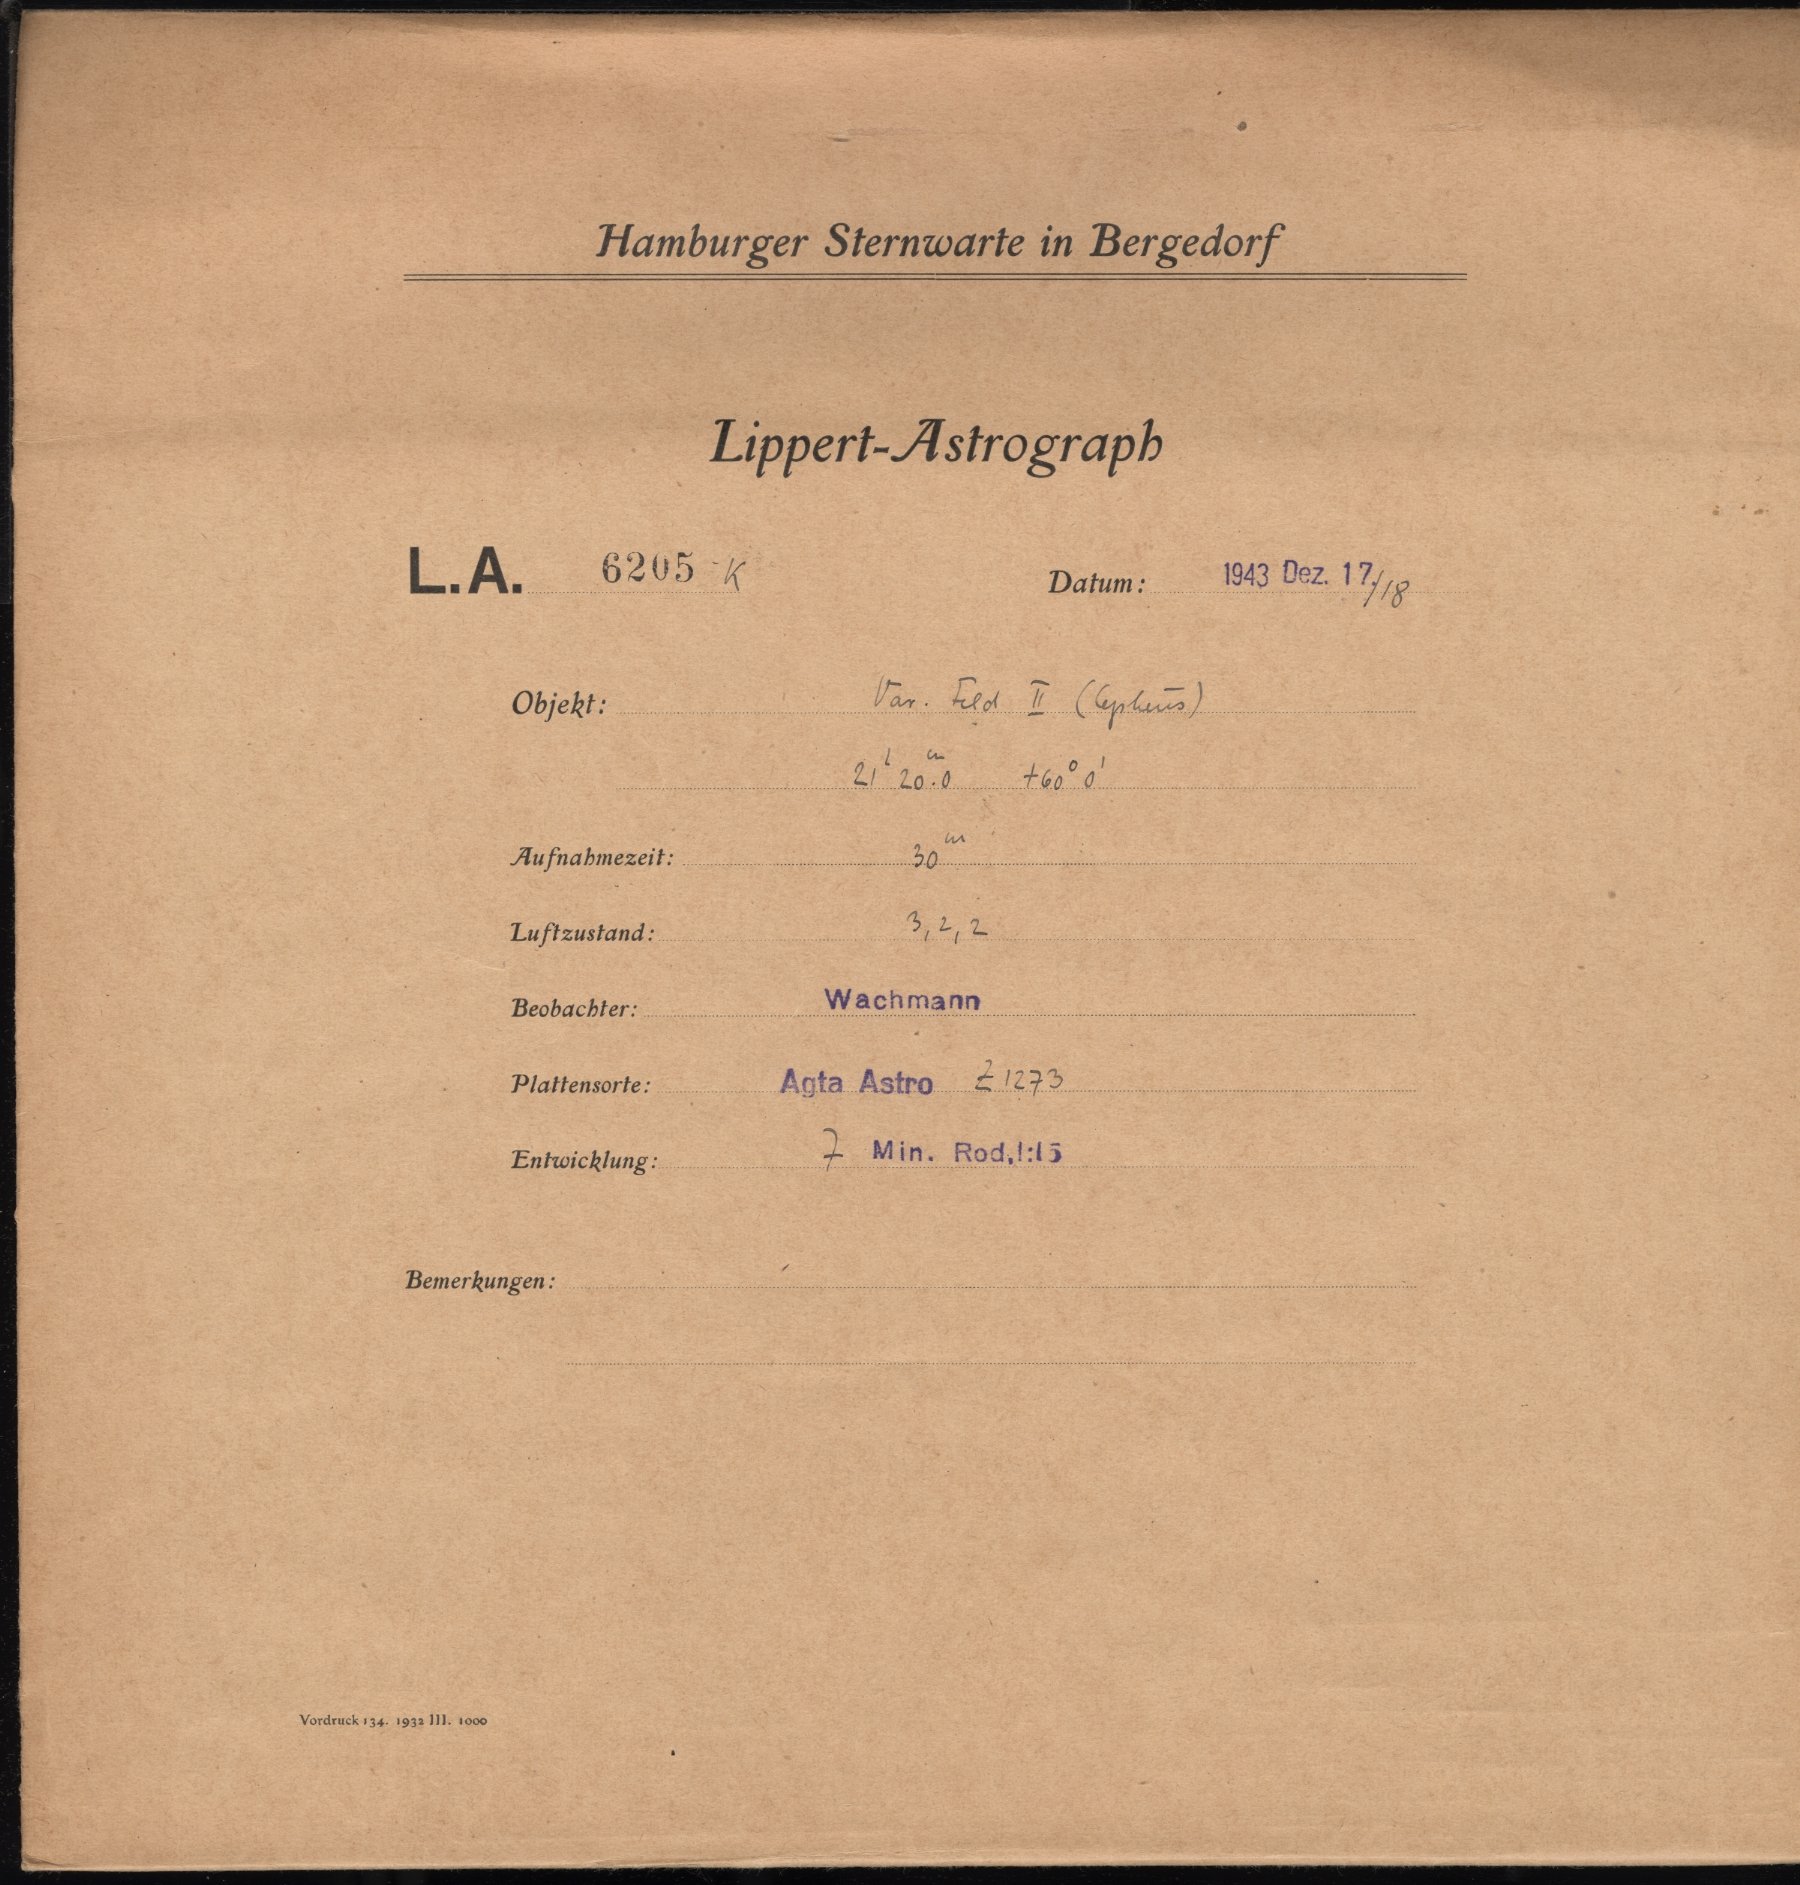 Hamburger Sternwarte in Bergedorf
Lippert-Astrograph
L.A. 6205 K Datum: 1943 Dez. 17./18
Objekt: Var. Feld II (Cepheus)
21h 20.0m +60° 0'
Aufnahmezeit: 30m
Luftzustand: 3, 2, 2
Beobachter: Wachmann
Plattensorte: Agfa Astro Z 1273
Entwicklung: 7 Min. Rod. 1:15
Bemerkungen:
Vordruck 134. 1932 III. 1000